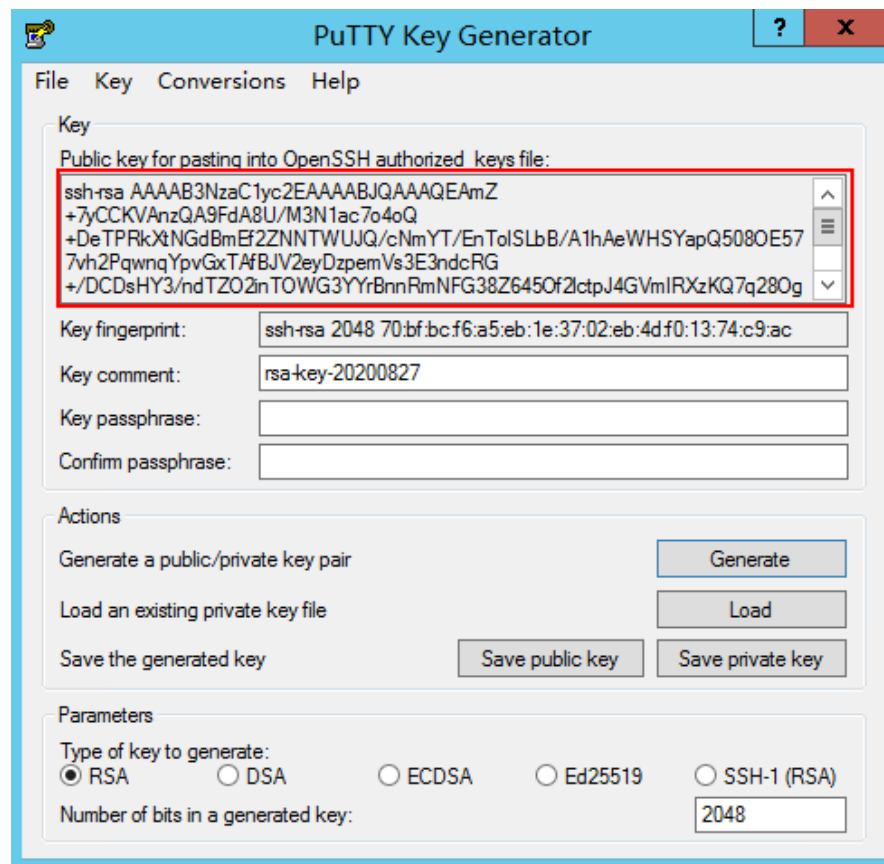 PuTTY Key Generator
? x
File Key Conversions Help
Key
Public key for pasting into OpenSSH authorized_keys file:
ssh-rsa AAAAB3NzaC1yc2EAAAABJQAAAQEAmZ
+7yCCKVAnzQA9FdA8U/M3N1ac7o4oQ
+DeTPRkXtNGdBmEf2ZNNTWUJQ/cNmYT/EnTolSLbB/A1hAeWHSYapQ508OE57
7vh2PqwnqYpvGxTAfBJV2eyDzpemVs3E3ndcRG
+/DCDsHY3/ndTZO2inTOWG3YYrBnnRmNFG38Z645Of2lctpJ4GVmIRXzKQ7q28Og
Key fingerprint: ssh-rsa 2048 70:bf:bc:f6:a5:eb:1e:37:02:eb:4d:f0:13:74:c9:ac
Key comment: rsa-key-20200827
Key passphrase:
Confirm passphrase:
Actions
Generate a public/private key pair Generate
Load an existing private key file Load
Save the generated key Save public key Save private key
Parameters
Type of key to generate:
RSA DSA ECDSA Ed25519 SSH-1 (RSA)
Number of bits in a generated key: 2048